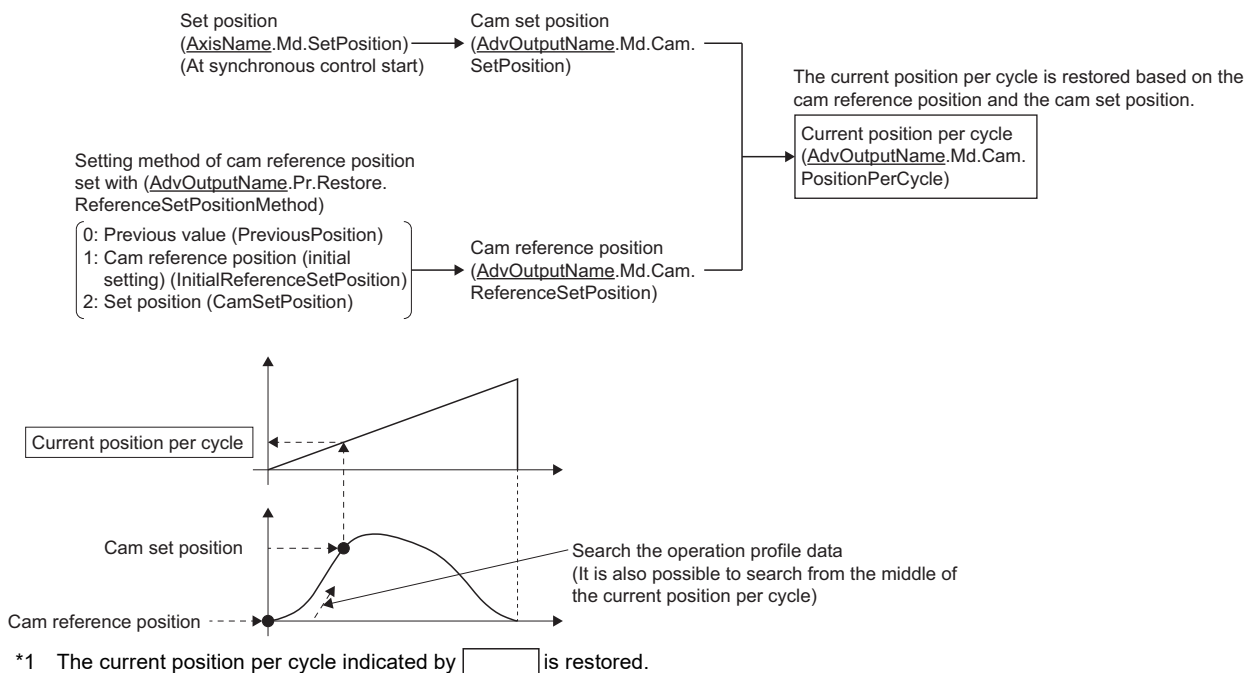 Set position
(AxisName.Md.SetPosition)
(At synchronous control start)
Cam set position
(AdvOutputName.Md.Cam.
SetPosition)
The current position per cycle is restored based on the
cam reference position and the cam set position.
Current position per cycle
(AdvOutputName.Md.Cam.
PositionPerCycle)
Setting method of cam reference position
set with (AdvOutputName.Pr.Restore.
ReferenceSetPositionMethod)
0: Previous value (PreviousPosition)
1: Cam reference position (initial
setting) (InitialReferenceSetPosition)
2: Set position (CamSetPosition)
Cam reference position
(AdvOutputName.Md.Cam.
ReferenceSetPosition)
Current position per cycle
Cam set position
Search the operation profile data
(It is also possible to search from the middle of
the current position per cycle)
Cam reference position
*1 The current position per cycle indicated by is restored.